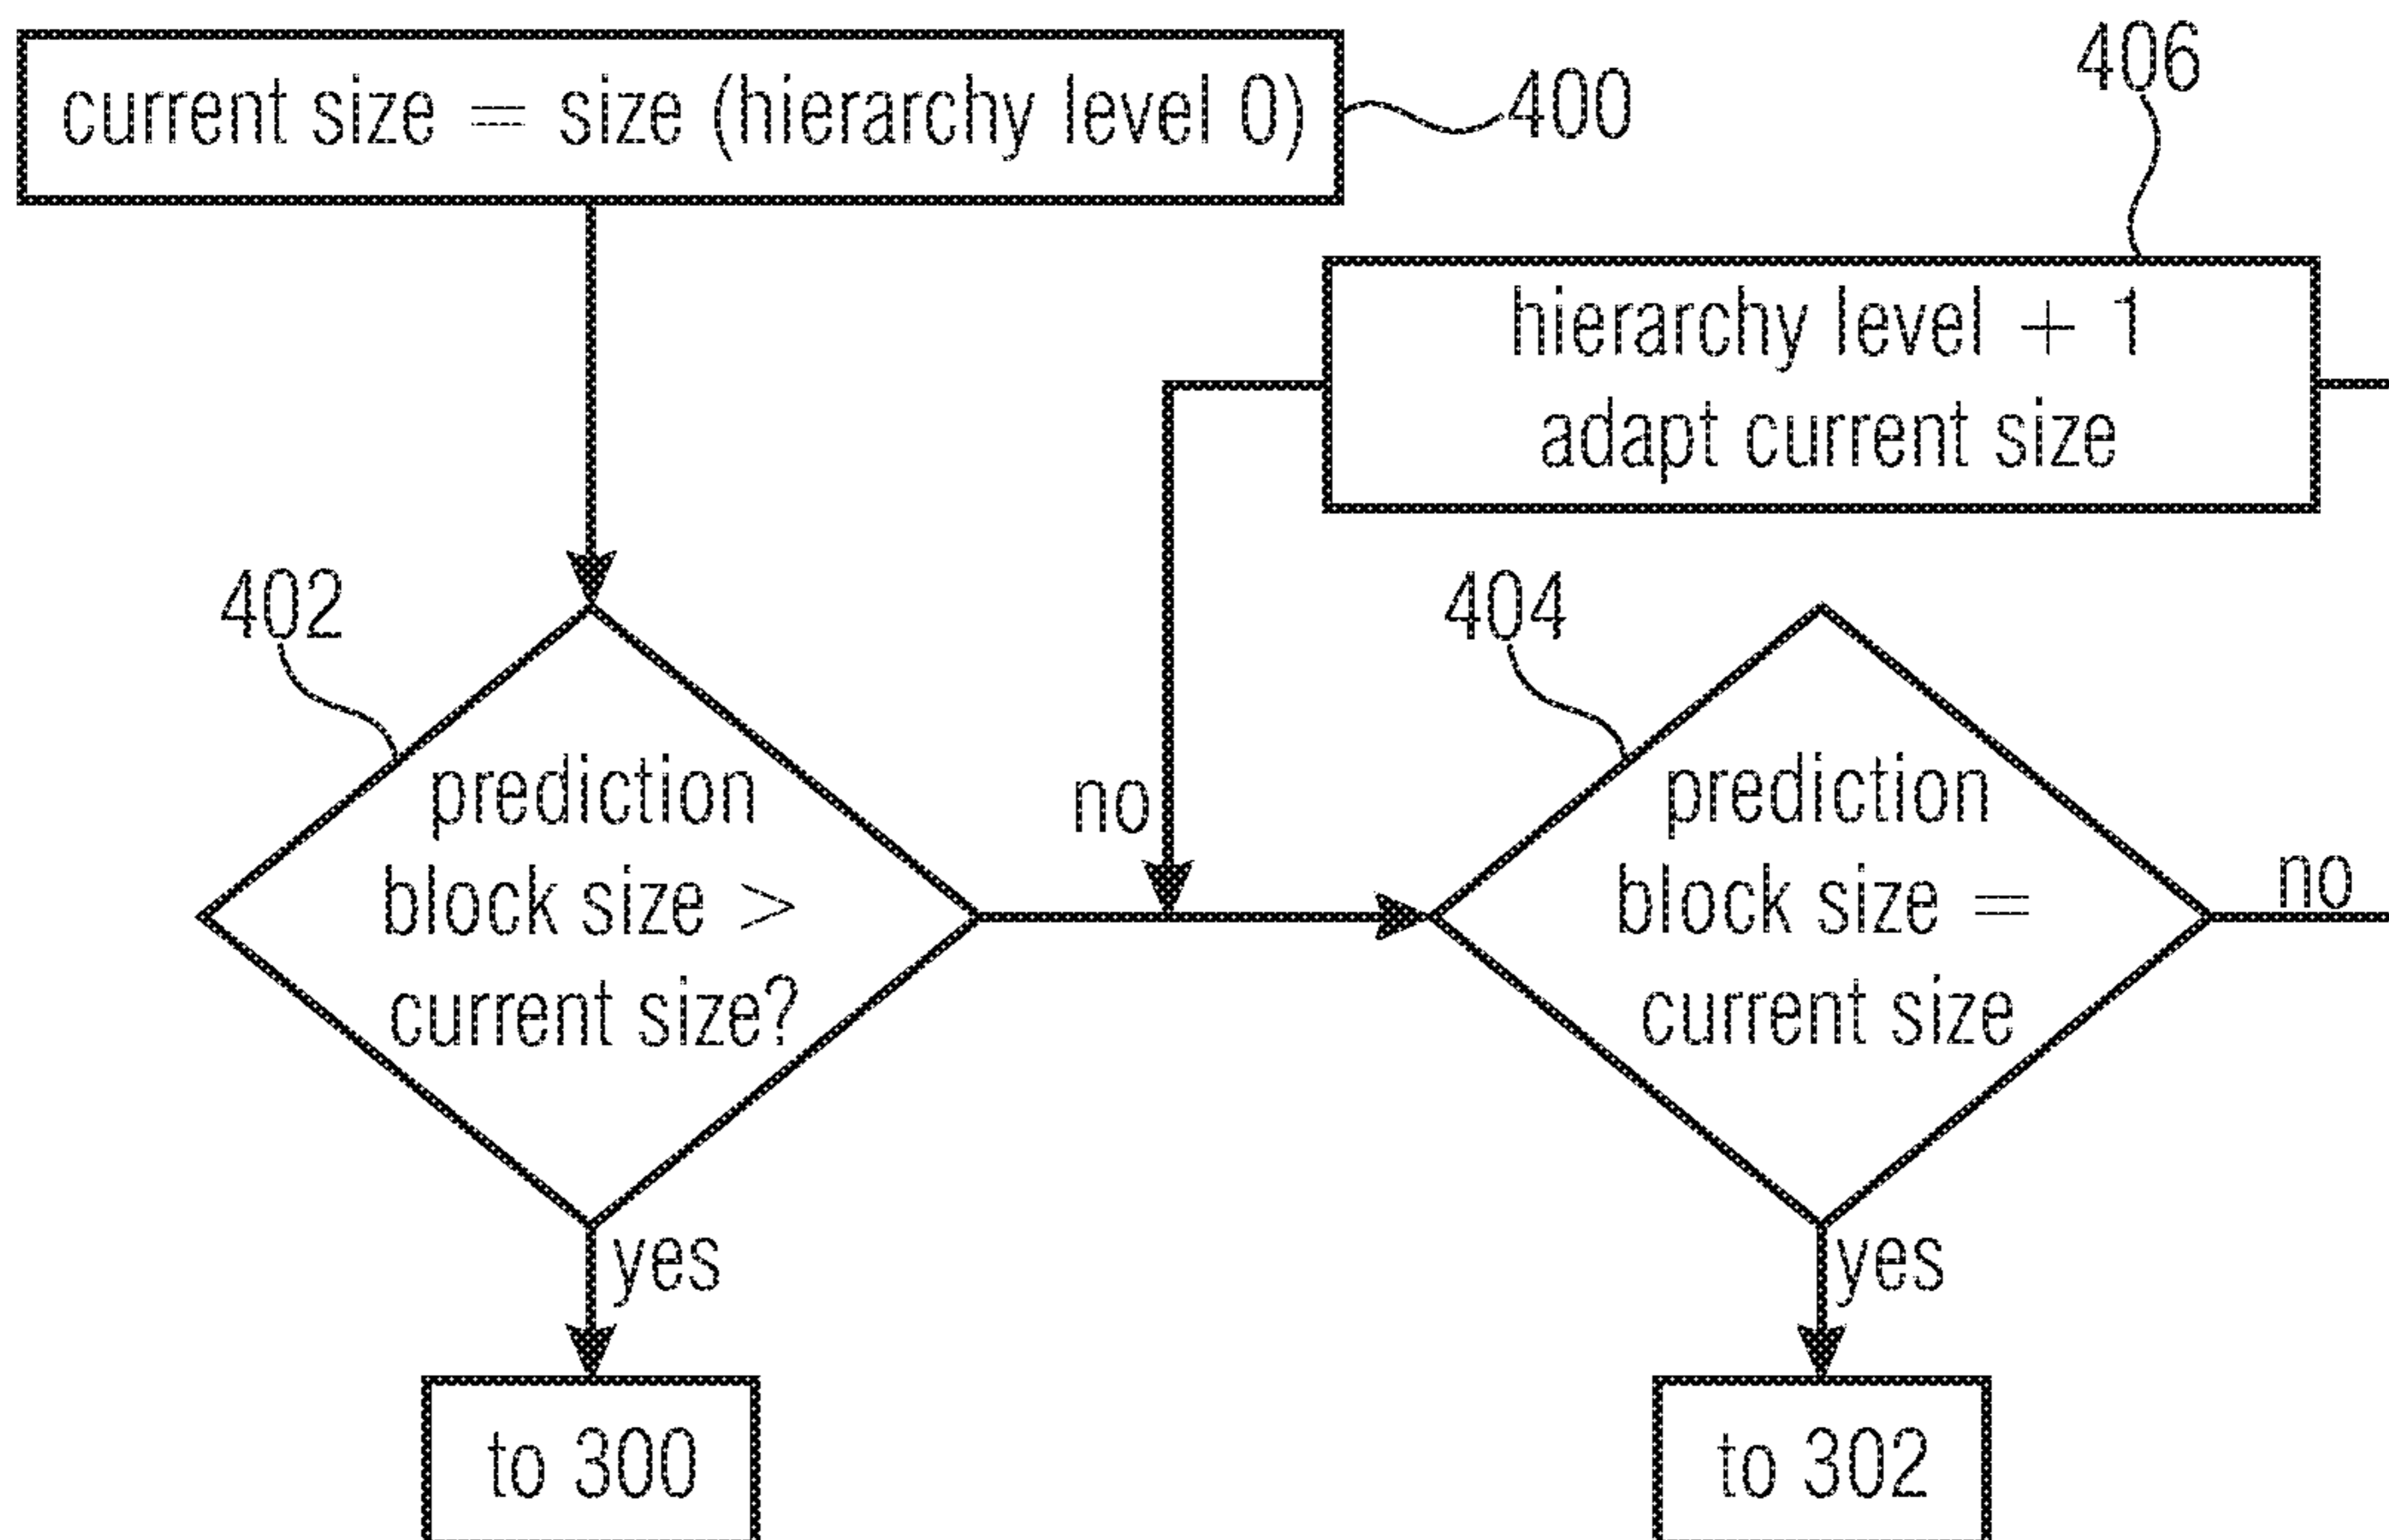 current size = size (hierarchy level 0)
400
406
hierarchy level + 1
adapt current size
402
prediction
block size >
current size?
no
404
prediction
block size =
current size
no
yes
yes
to 300
to 302